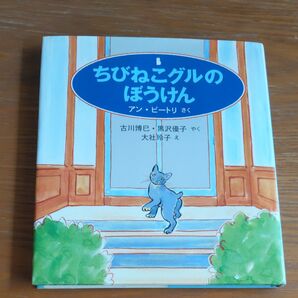 ちびねこグルの
ぼうけん
アン・ピートリ さく
古川博巳・黒沢優子 やく
大社玲子 え